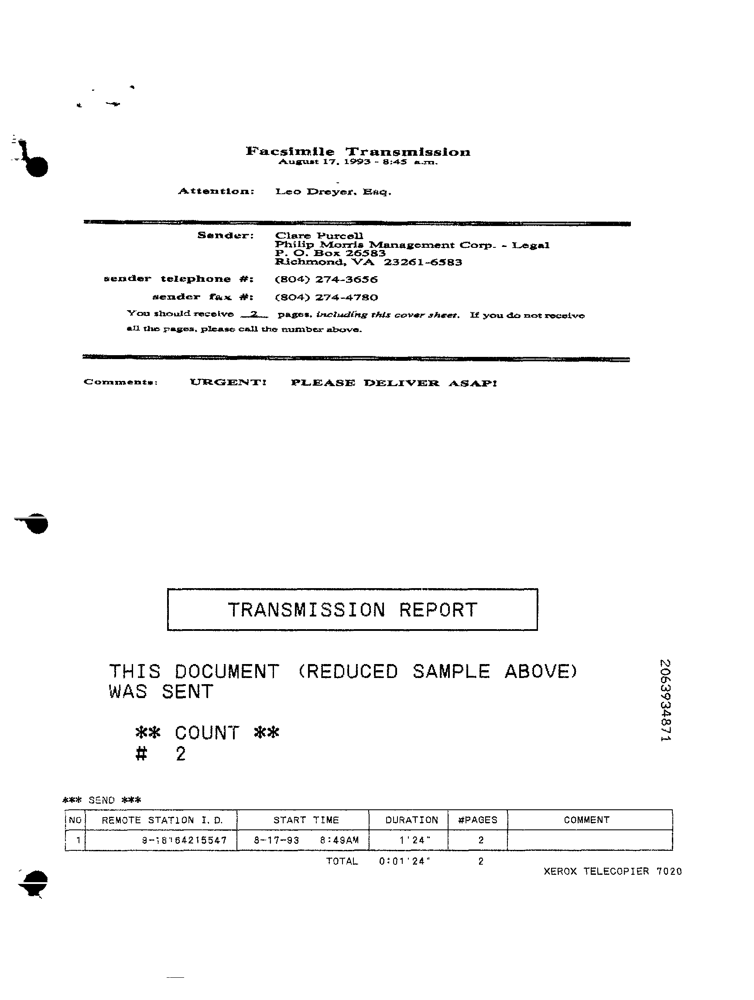 Facsimile Transmission
August 17, 1993 - 8:45 a.m.
Attention: Leo Dreyer, Esq.
Sender: Clare Purcell
Philip Morris Management Corp. - Legal
P. O. Box 26583
Richmond, VA 23261-6583
sender telephone #: (804) 274-3656
sender fax #: (804) 274-4780
You should receive 2 pages, including this cover sheet. If you do not receive
all the pages, please call the number above.
Comments: URGENT! PLEASE DELIVER ASAP!
TRANSMISSION REPORT
THIS DOCUMENT (REDUCED SAMPLE ABOVE)
WAS SENT
** COUNT **
# 2
2063934871
*** SEND ***
NO REMOTE STATION I.D. START TIME DURATION #PAGES COMMENT
1 9-18164215547 8-17-93 8:49AM 1'24" 2
TOTAL 0:01'24" 2
XEROX TELECOPIER 7020